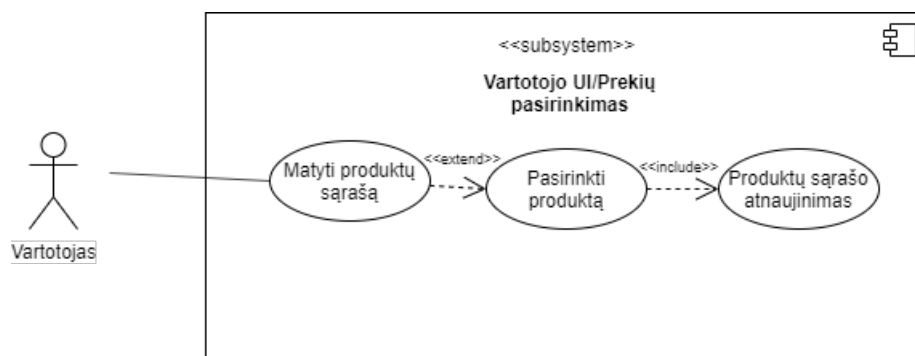 <<subsystem>>
Vartotojo UI/Prekių
pasirinkimas
Matyti produktų
sąrašą
<<extend>>
Pasirinkti
produktą
<<include>>
Produktų sąrašo
atnaujinimas
Vartotojas